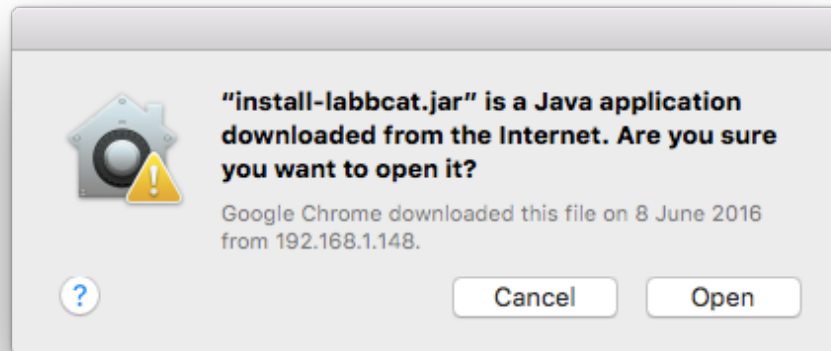 “install-labbcat.jar” is a Java application
downloaded from the Internet. Are you sure
you want to open it?
Google Chrome downloaded this file on 8 June 2016
from 192.168.1.148.
?
Cancel
Open